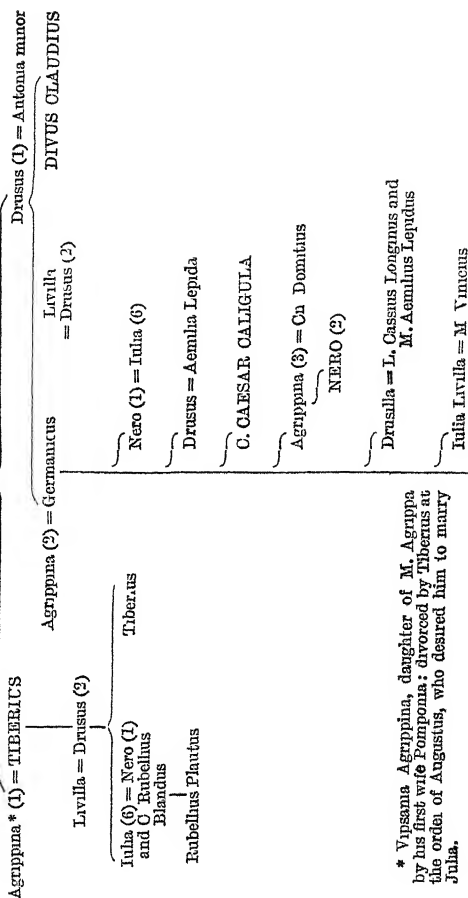 Agrippina * (1) = TIBERIUS
Drusus (1) = Antonia minor
Livilla = Drusus (2)
Agrippina (2) = Germanicus
Livilla
= Drusus (2)
DIVUS CLAUDIUS
Iulia (6) = Nero (1)
and C Rubellius
Blandus
Tiberius
Rubellius Plautus
Nero (1) = Iulia (6)
Drusus = Aemilia Lepida
C. CAESAR CALIGULA
Agrippina (3) = Cn Domitius
NERO (2)
Drusilla = L. Cassius Longinus and
M. Aemilius Lepidus
Iulia Livilla = M Vinicius
* Vipsania Agrippina, daughter of M. Agrippa
by his first wife Pomponia; divorced by Tiberius at
the order of Augustus, who desired him to marry
Julia.